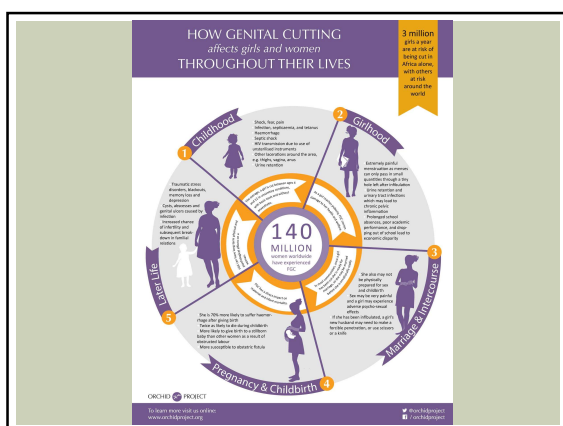 HOW GENITAL CUTTING
affects girls and women
THROUGHOUT THEIR LIVES
3 million
girls a year
are at risk of
being cut in
Africa alone,
with others
at risk
around the
world
Childhood
1
Shock, fear, pain
Infection, septicaemia, and tetanus
Haemorrhage
Septic shock
HIV transmission due to use of
unsterilised instruments
Other lacerations around the area,
e.g. thighs, vagina, anus
Urine retention
2
Girlhood
Extremely painful
menstruation as menses
can only pass in small
quantities through a tiny
hole left after infibulation
Urine retention and
urinary tract infections
which may lead to
chronic pelvic
inflammation
Prolonged school
absences, poor academic
performance, and drop-
ping out of school lead to
economic disparity
140
MILLION
women worldwide
have experienced
FGC
3
Marriage & Intercourse
She also may not
be physically
prepared for sex
and childbirth
Sex may be very painful
and a girl may experience
adverse psycho-sexual
effects
If she has been infibulated, a girl's
new husband may need to make a
forcible penetration, or use scissors
or a knife
4
Pregnancy & Childbirth
She is 70% more likely to suffer haemor-
rhage after giving birth
Twice as likely to die during childbirth
More likely to give birth to a stillborn
baby than other women as a result of
obstructed labour
More susceptible to obstetric fistula
5
Later Life
Traumatic stress
disorders, blackouts,
memory loss and
depression
Cysts, abscesses and
genital ulcers caused by
infection
Increased chance
of infertility and
subsequent break-
down in familial
relations
ORCHID PROJECT
To learn more visit us online:
www.orchidproject.org
@orchidproject
/ orchidproject